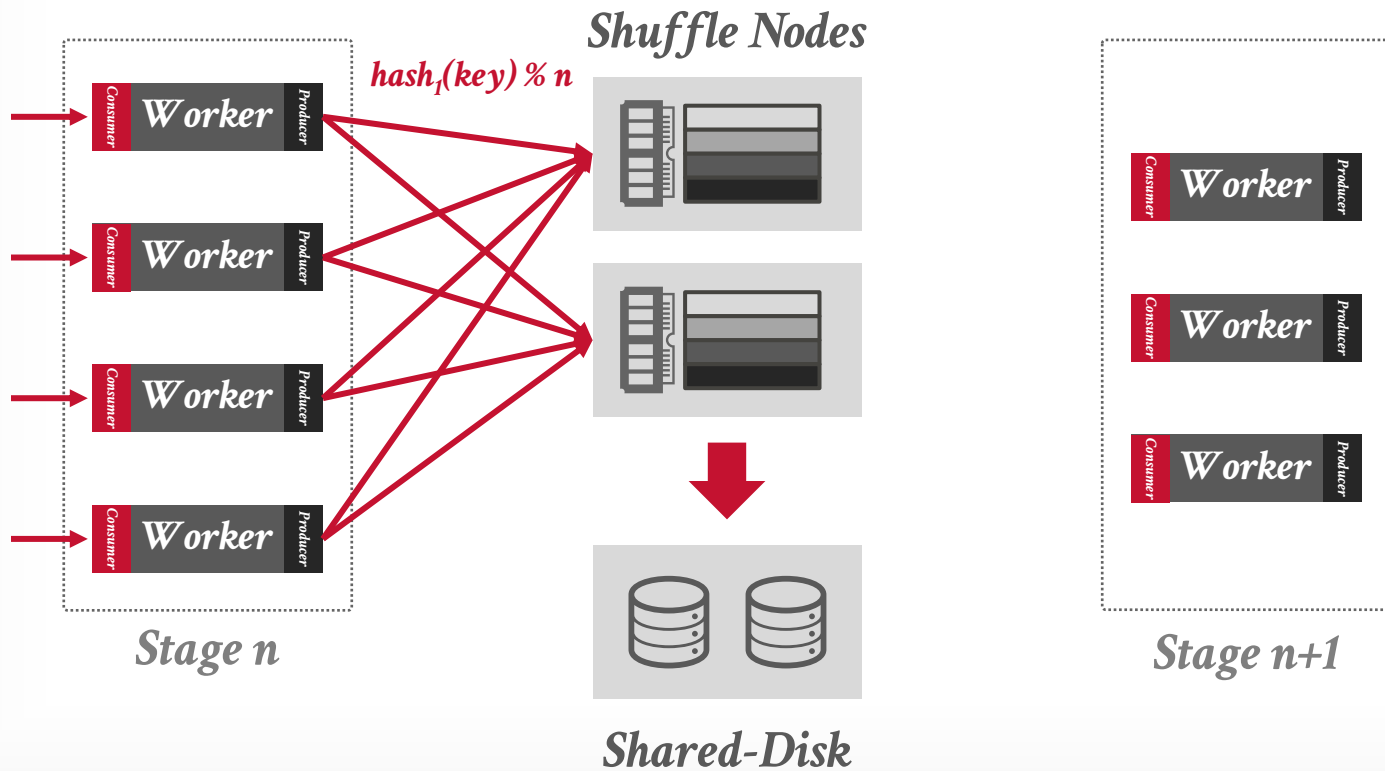 Shuffle Nodes
hash₁(key) % n
Consumer
Worker
Producer
Consumer
Worker
Producer
Consumer
Worker
Producer
Consumer
Worker
Producer
Stage n
Shared-Disk
Consumer
Worker
Producer
Consumer
Worker
Producer
Consumer
Worker
Producer
Stage n+1